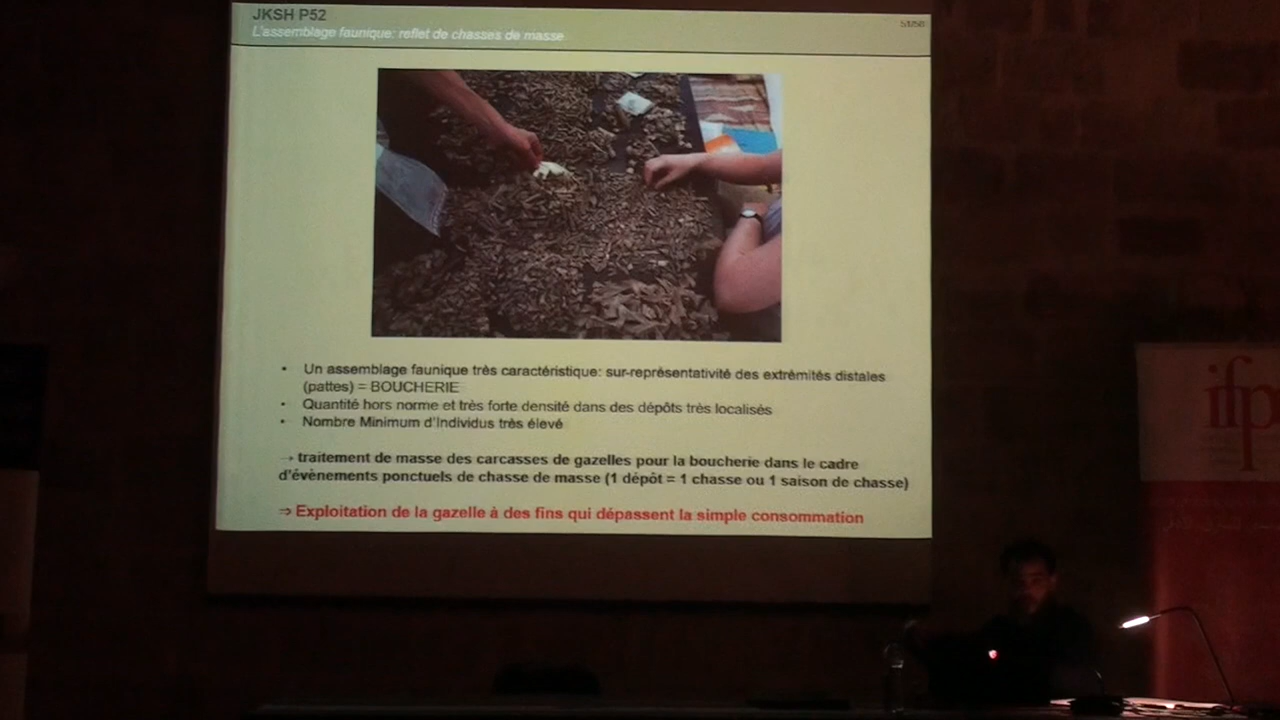 JKSH P52
L'assemblage faunique: reflet de chasses de masse
• Un assemblage faunique très caractéristique: sur-représentativité des extrémités distales
(pattes) = BOUCHERIE
• Quantité hors norme et très forte densité dans des dépôts très localisés
• Nombre Minimum d'Individus très élevé
→ traitement de masse des carcasses de gazelles pour la boucherie dans le cadre
d'évènements ponctuels de chasse de masse (1 dépôt = 1 chasse ou 1 saison de chasse)
⇒ Exploitation de la gazelle à des fins qui dépassent la simple consommation
ifp